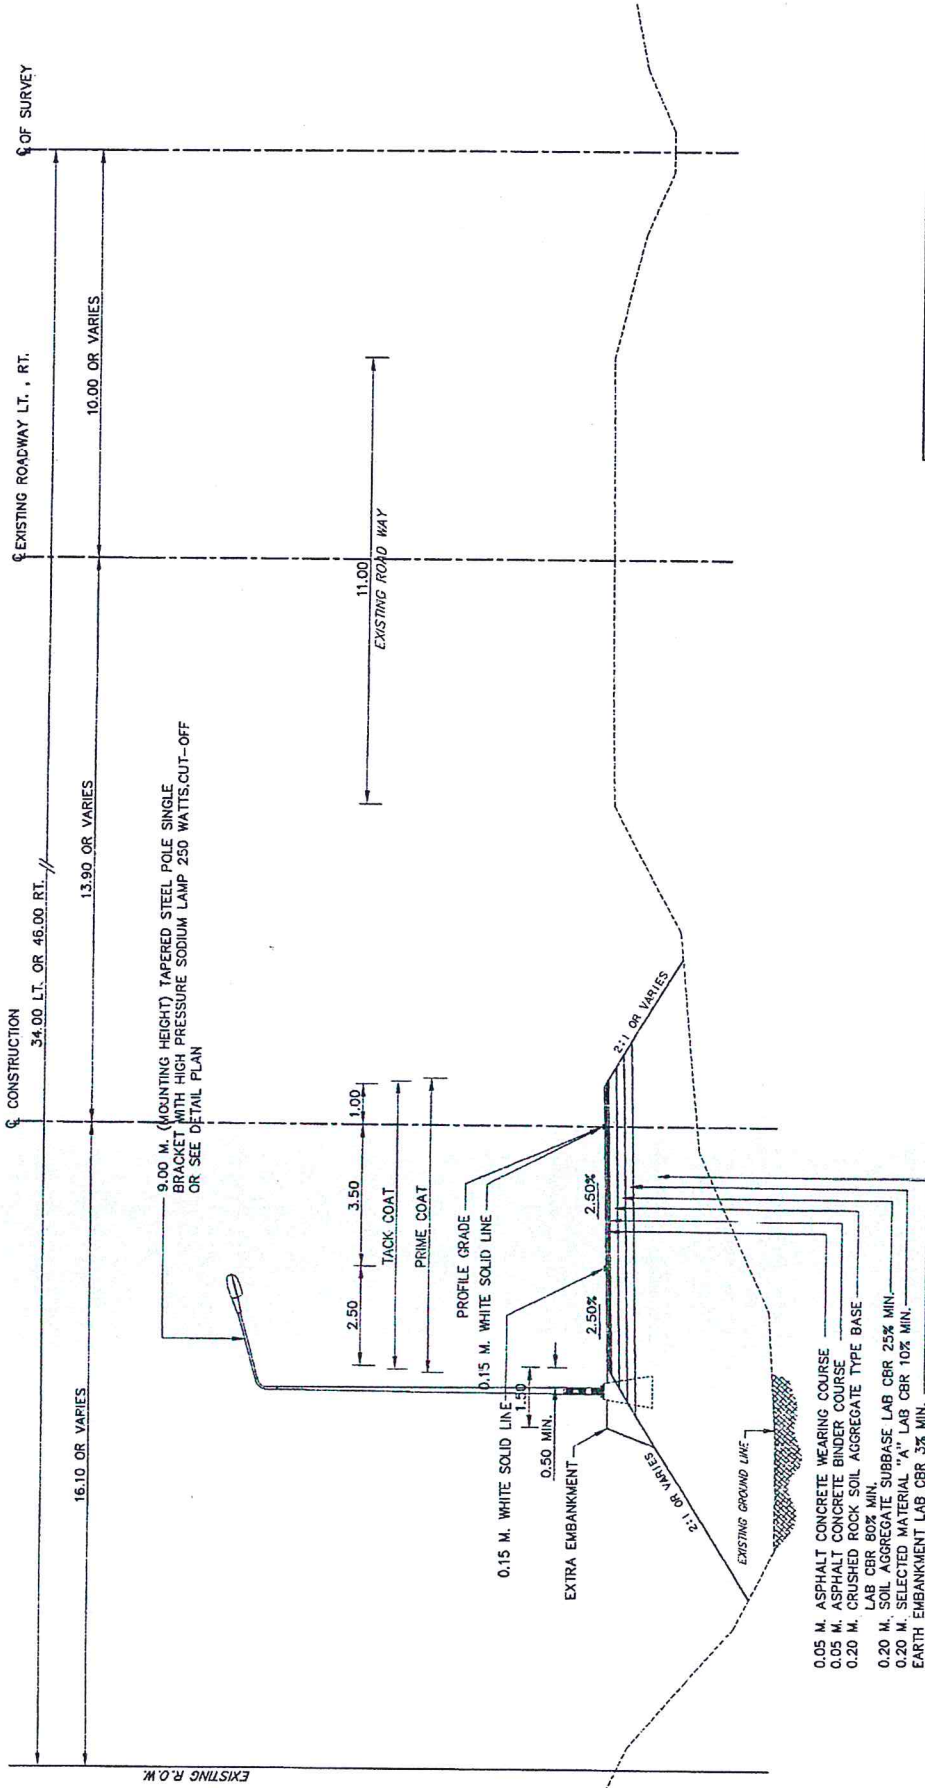 ℄ CONSTRUCTION
℄ EXISTING ROADWAY LT. , RT.
℄ OF SURVEY
34.00 LT. OR 46.00 RT.
16.10 OR VARIES
13.90 OR VARIES
10.00 OR VARIES
EXISTING R.O.W.
9.00 M. (MOUNTING HEIGHT) TAPERED STEEL POLE SINGLE
BRACKET WITH HIGH PRESSURE SODIUM LAMP 250 WATTS,CUT-OFF
OR SEE DETAIL PLAN
2.50
3.50
1.00
11.00
EXISTING ROAD WAY
TACK COAT
PRIME COAT
PROFILE GRADE
0.15 M. WHITE SOLID LINE
0.15 M. WHITE SOLID LINE
1.50
0.50 MIN.
EXTRA EMBANKMENT
2.50%
2.50%
2:1 OR VARIES
2:1 OR VARIES
EXISTING GROUND LINE
0.05 M. ASPHALT CONCRETE WEARING COURSE
0.05 M. ASPHALT CONCRETE BINDER COURSE
0.20 M. CRUSHED ROCK SOIL AGGREGATE TYPE BASE
LAB CBR 80% MIN.
0.20 M. SOIL AGGREGATE SUBBASE LAB CBR 25% MIN.
0.20 M. SELECTED MATERIAL "A" LAB CBR 10% MIN.
EARTH EMBANKMENT LAB CBR 3% MIN.